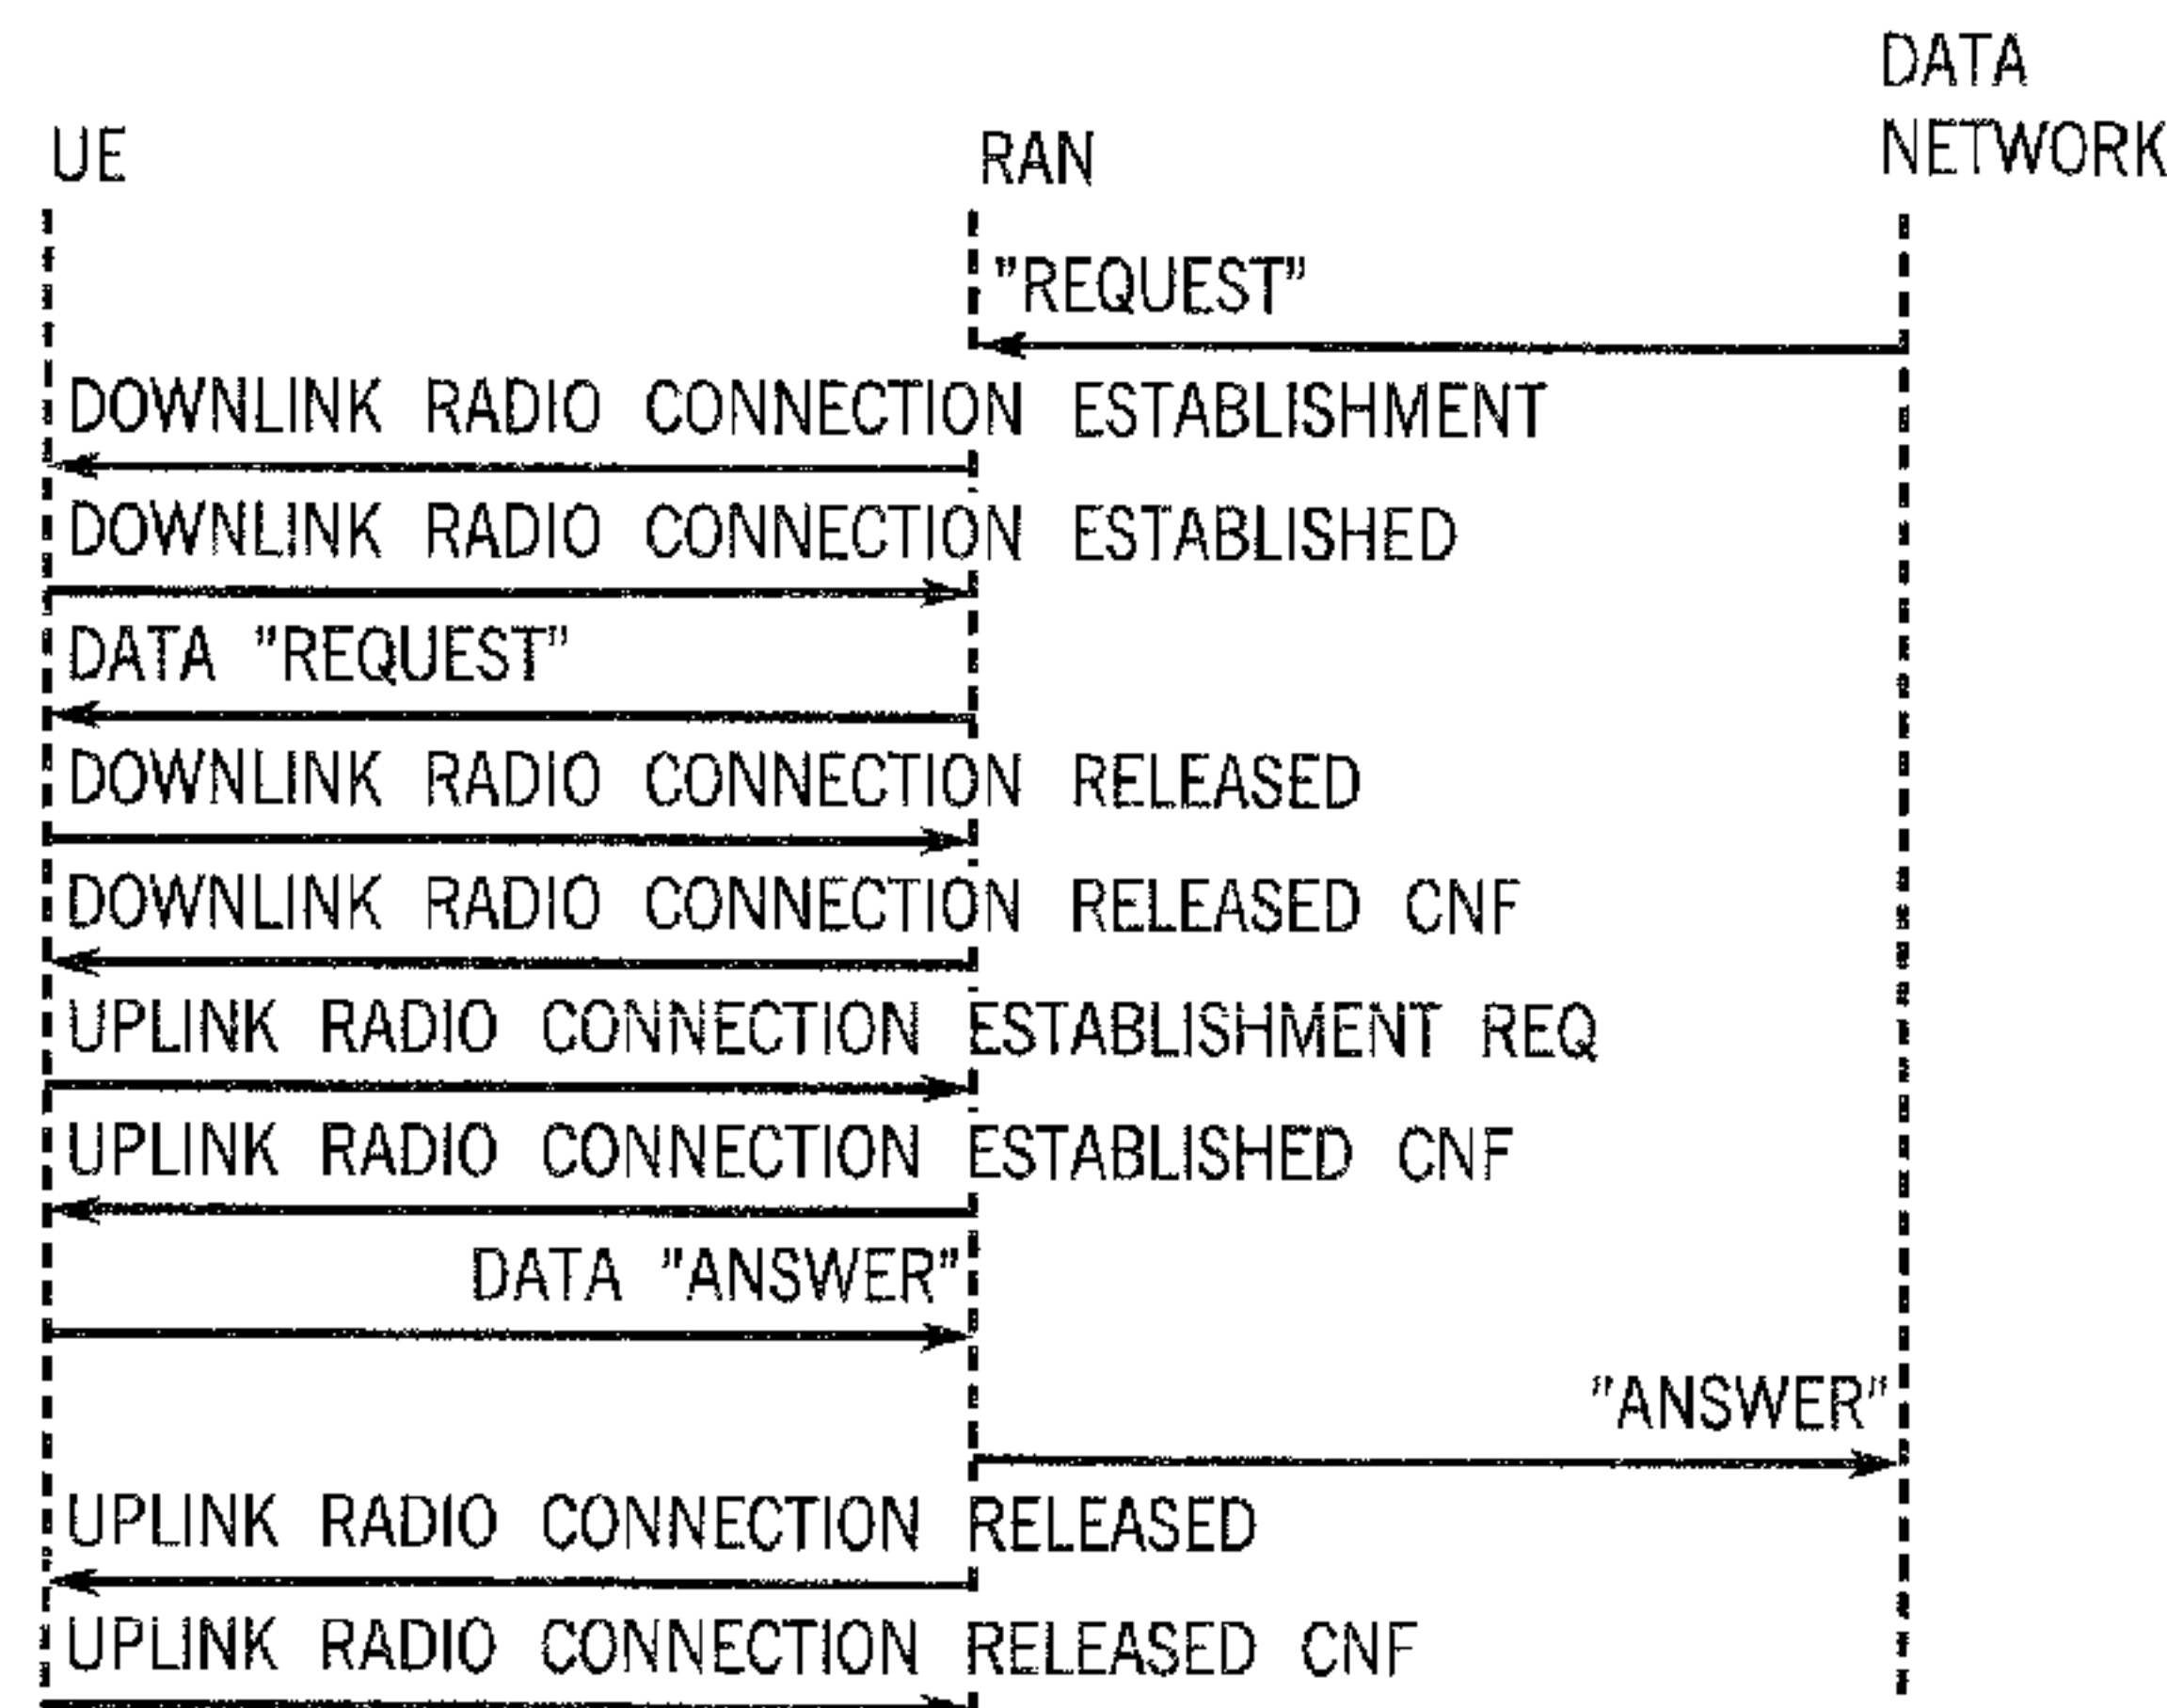 DATA
UE RAN NETWORK
"REQUEST"
DOWNLINK RADIO CONNECTION ESTABLISHMENT
DOWNLINK RADIO CONNECTION ESTABLISHED
DATA "REQUEST"
DOWNLINK RADIO CONNECTION RELEASED
DOWNLINK RADIO CONNECTION RELEASED CNF
UPLINK RADIO CONNECTION ESTABLISHMENT REQ
UPLINK RADIO CONNECTION ESTABLISHED CNF
DATA "ANSWER"
"ANSWER"
UPLINK RADIO CONNECTION RELEASED
UPLINK RADIO CONNECTION RELEASED CNF